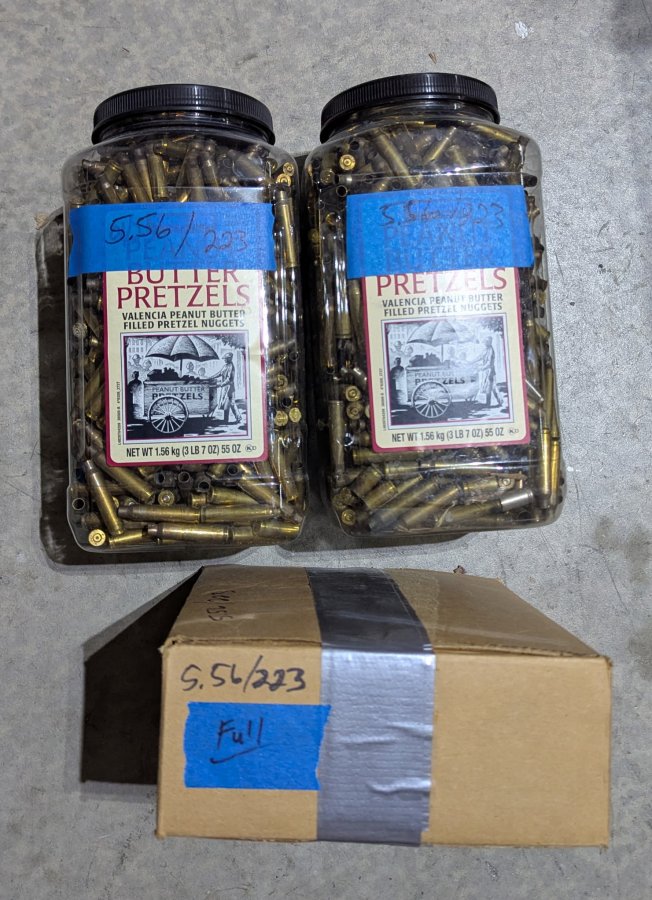 5.56/223
BUTTER
PRETZELS
VALENCIA PEANUT BUTTER
FILLED PRETZEL NUGGETS
PEANUT BUTTER
PRETZELS
NET WT 1.56 kg (3 LB 7 OZ) 55 OZ
5.56/223
PEANUT
BUTTER
PRETZELS
VALENCIA PEANUT BUTTER
FILLED PRETZEL NUGGETS
PEANUT BUTTER
PRETZELS
NET WT 1.56 kg (3 LB 7 OZ) 55 OZ
5.56/223
Full